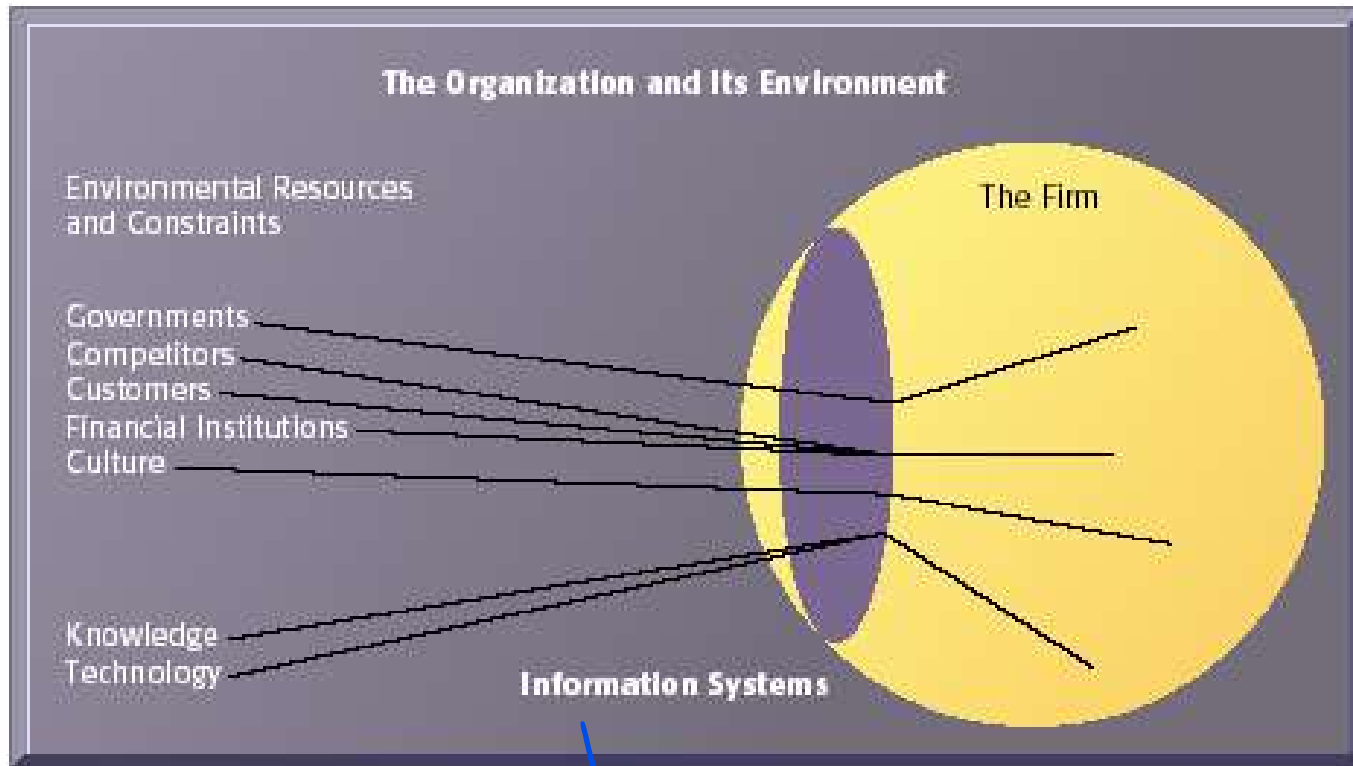 The Organization and Its Environment
Environmental Resources
and Constraints
The Firm
Governments
Competitors
Customers
Financial Institutions
Culture
Knowledge
Technology
Information Systems